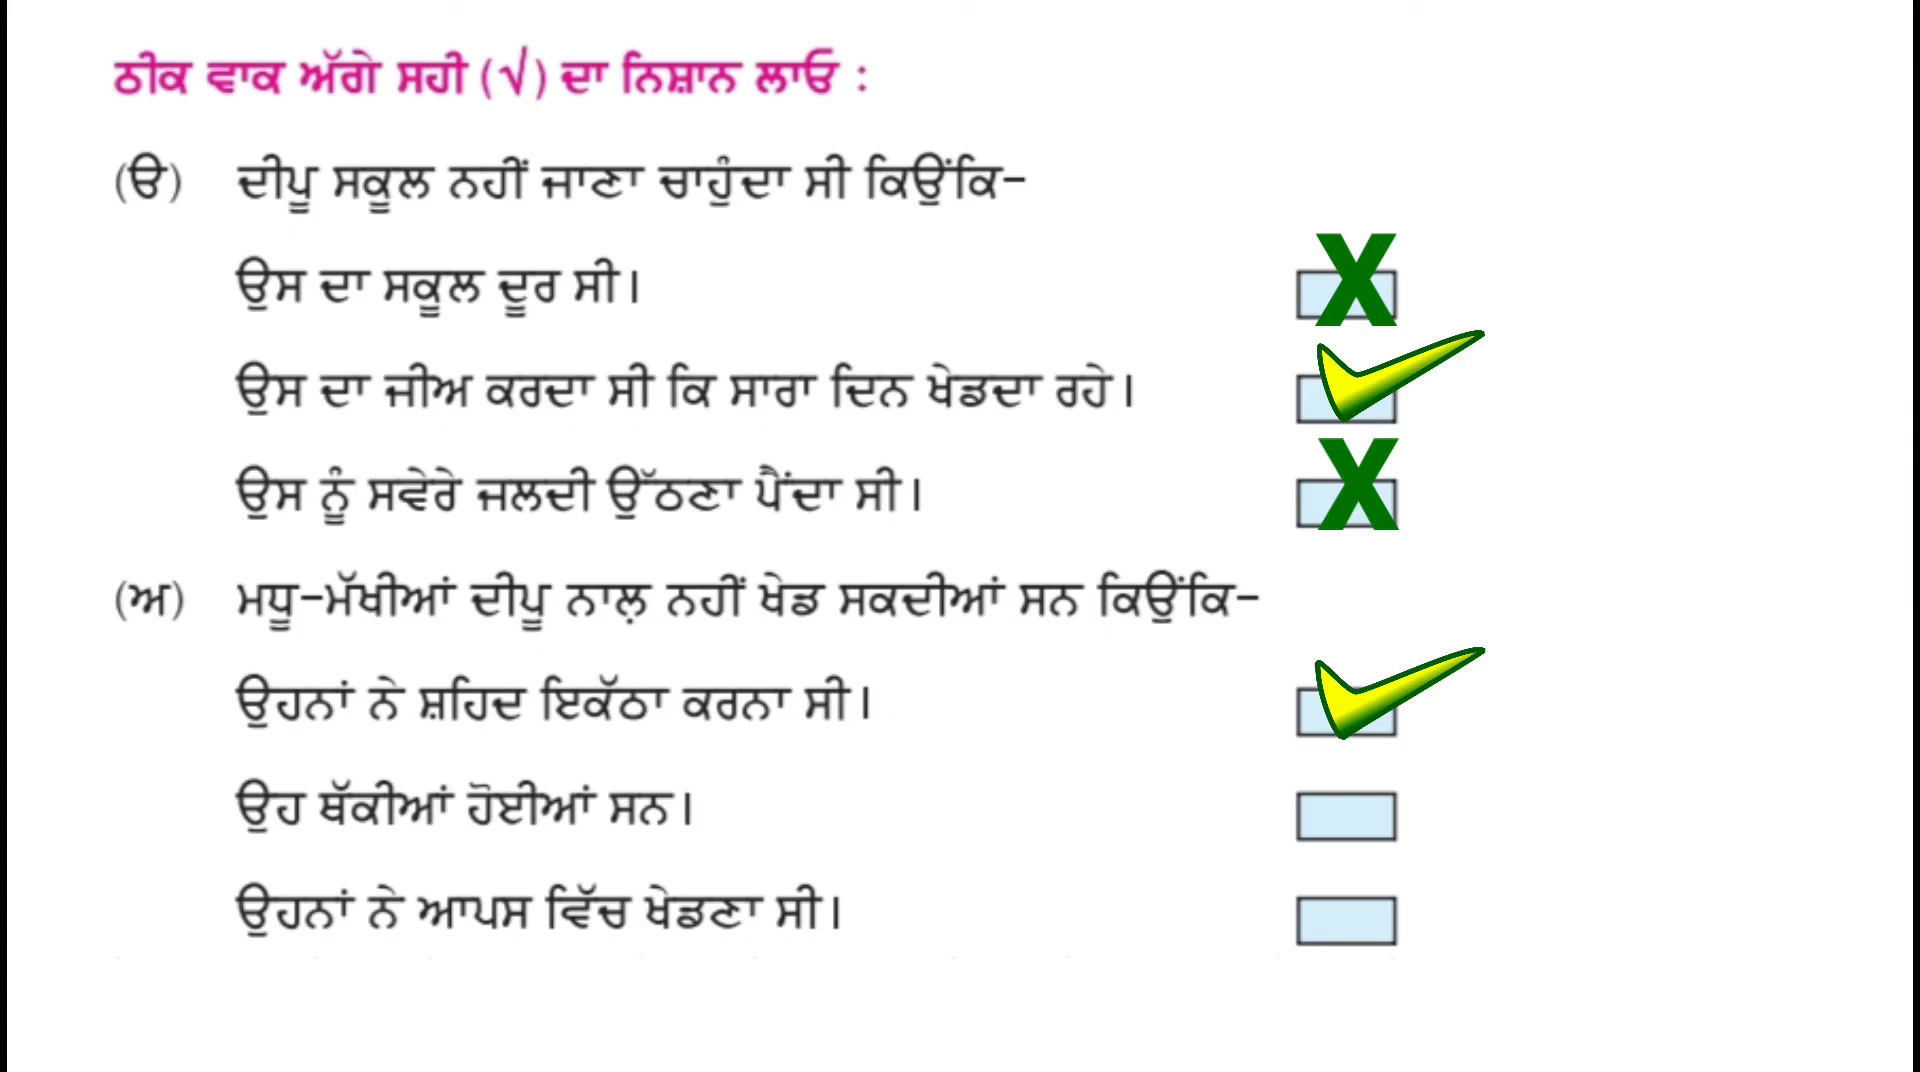 ਠੀਕ ਵਾਕ ਅੱਗੇ ਸਹੀ (√) ਦਾ ਨਿਸ਼ਾਨ ਲਾਓ :
(ੳ) ਦੀਪੂ ਸਕੂਲ ਨਹੀਂ ਜਾਣਾ ਚਾਹੁੰਦਾ ਸੀ ਕਿਉਂਕਿ-
ਉਸ ਦਾ ਸਕੂਲ ਦੂਰ ਸੀ।
ਉਸ ਦਾ ਜੀਅ ਕਰਦਾ ਸੀ ਕਿ ਸਾਰਾ ਦਿਨ ਖੇਡਦਾ ਰਹੇ।
ਉਸ ਨੂੰ ਸਵੇਰੇ ਜਲਦੀ ਉੱਠਣਾ ਪੈਂਦਾ ਸੀ।
(ਅ) ਮਧੂ-ਮੱਖੀਆਂ ਦੀਪੂ ਨਾਲ਼ ਨਹੀਂ ਖੇਡ ਸਕਦੀਆਂ ਸਨ ਕਿਉਂਕਿ-
ਉਹਨਾਂ ਨੇ ਸ਼ਹਿਦ ਇਕੱਠਾ ਕਰਨਾ ਸੀ।
ਉਹ ਥੱਕੀਆਂ ਹੋਈਆਂ ਸਨ।
ਉਹਨਾਂ ਨੇ ਆਪਸ ਵਿੱਚ ਖੇਡਣਾ ਸੀ।